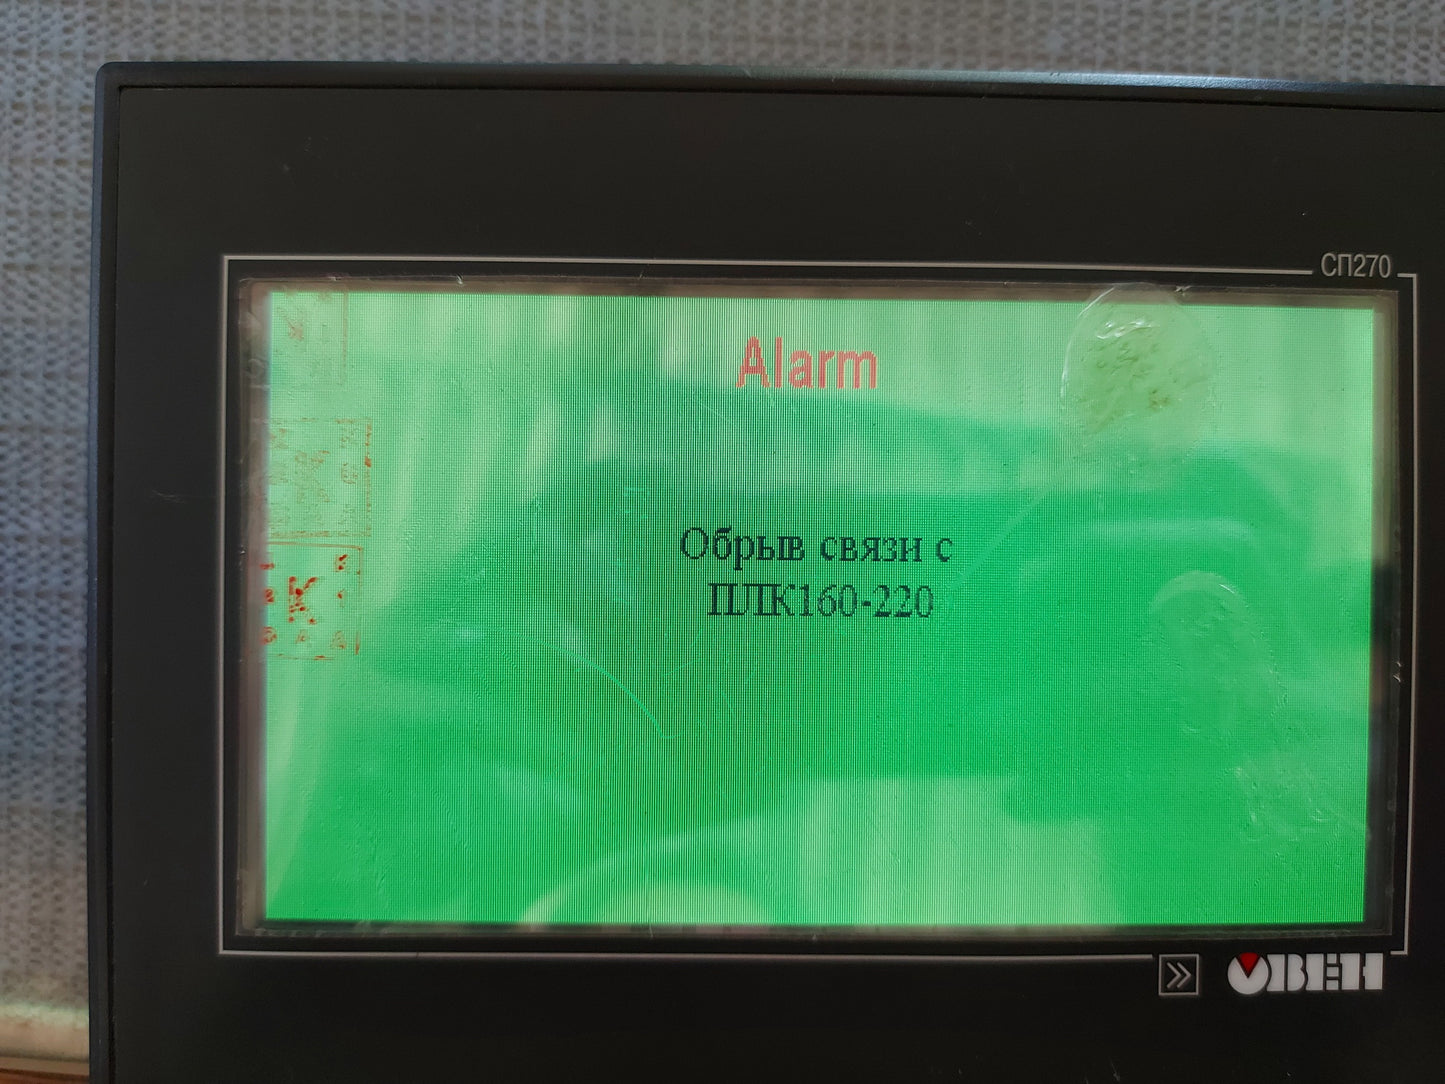 СП270
Alarm
Обрыв связи с
ПЛК160-220
К
ОВЕН